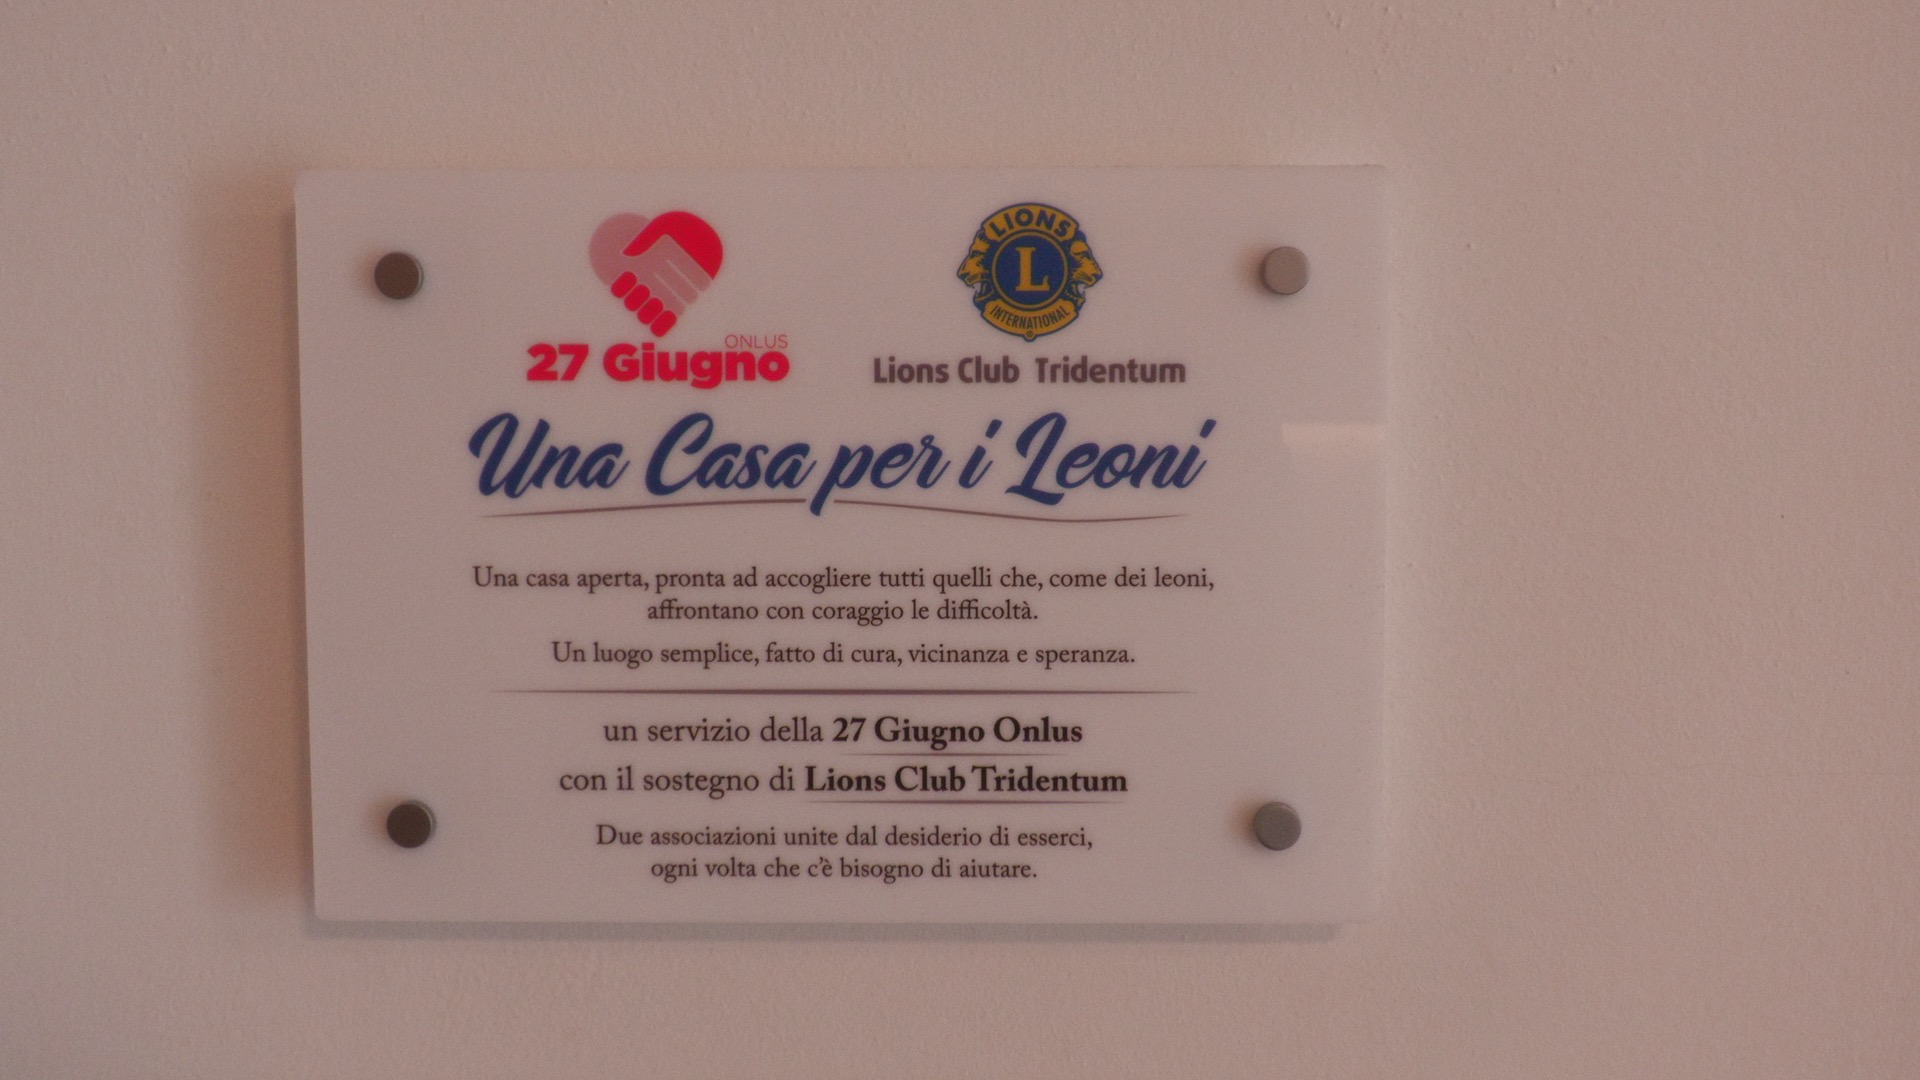 LIONS
L
INTERNATIONAL
ONLUS
27 Giugno
Lions Club Tridentum
Una Casa per i Leoni
Una casa aperta, pronta ad accogliere tutti quelli che, come dei leoni,
affrontano con coraggio le difficoltà.
Un luogo semplice, fatto di cura, vicinanza e speranza.
un servizio della 27 Giugno Onlus
con il sostegno di Lions Club Tridentum
Due associazioni unite dal desiderio di esserci,
ogni volta che c'è bisogno di aiutare.